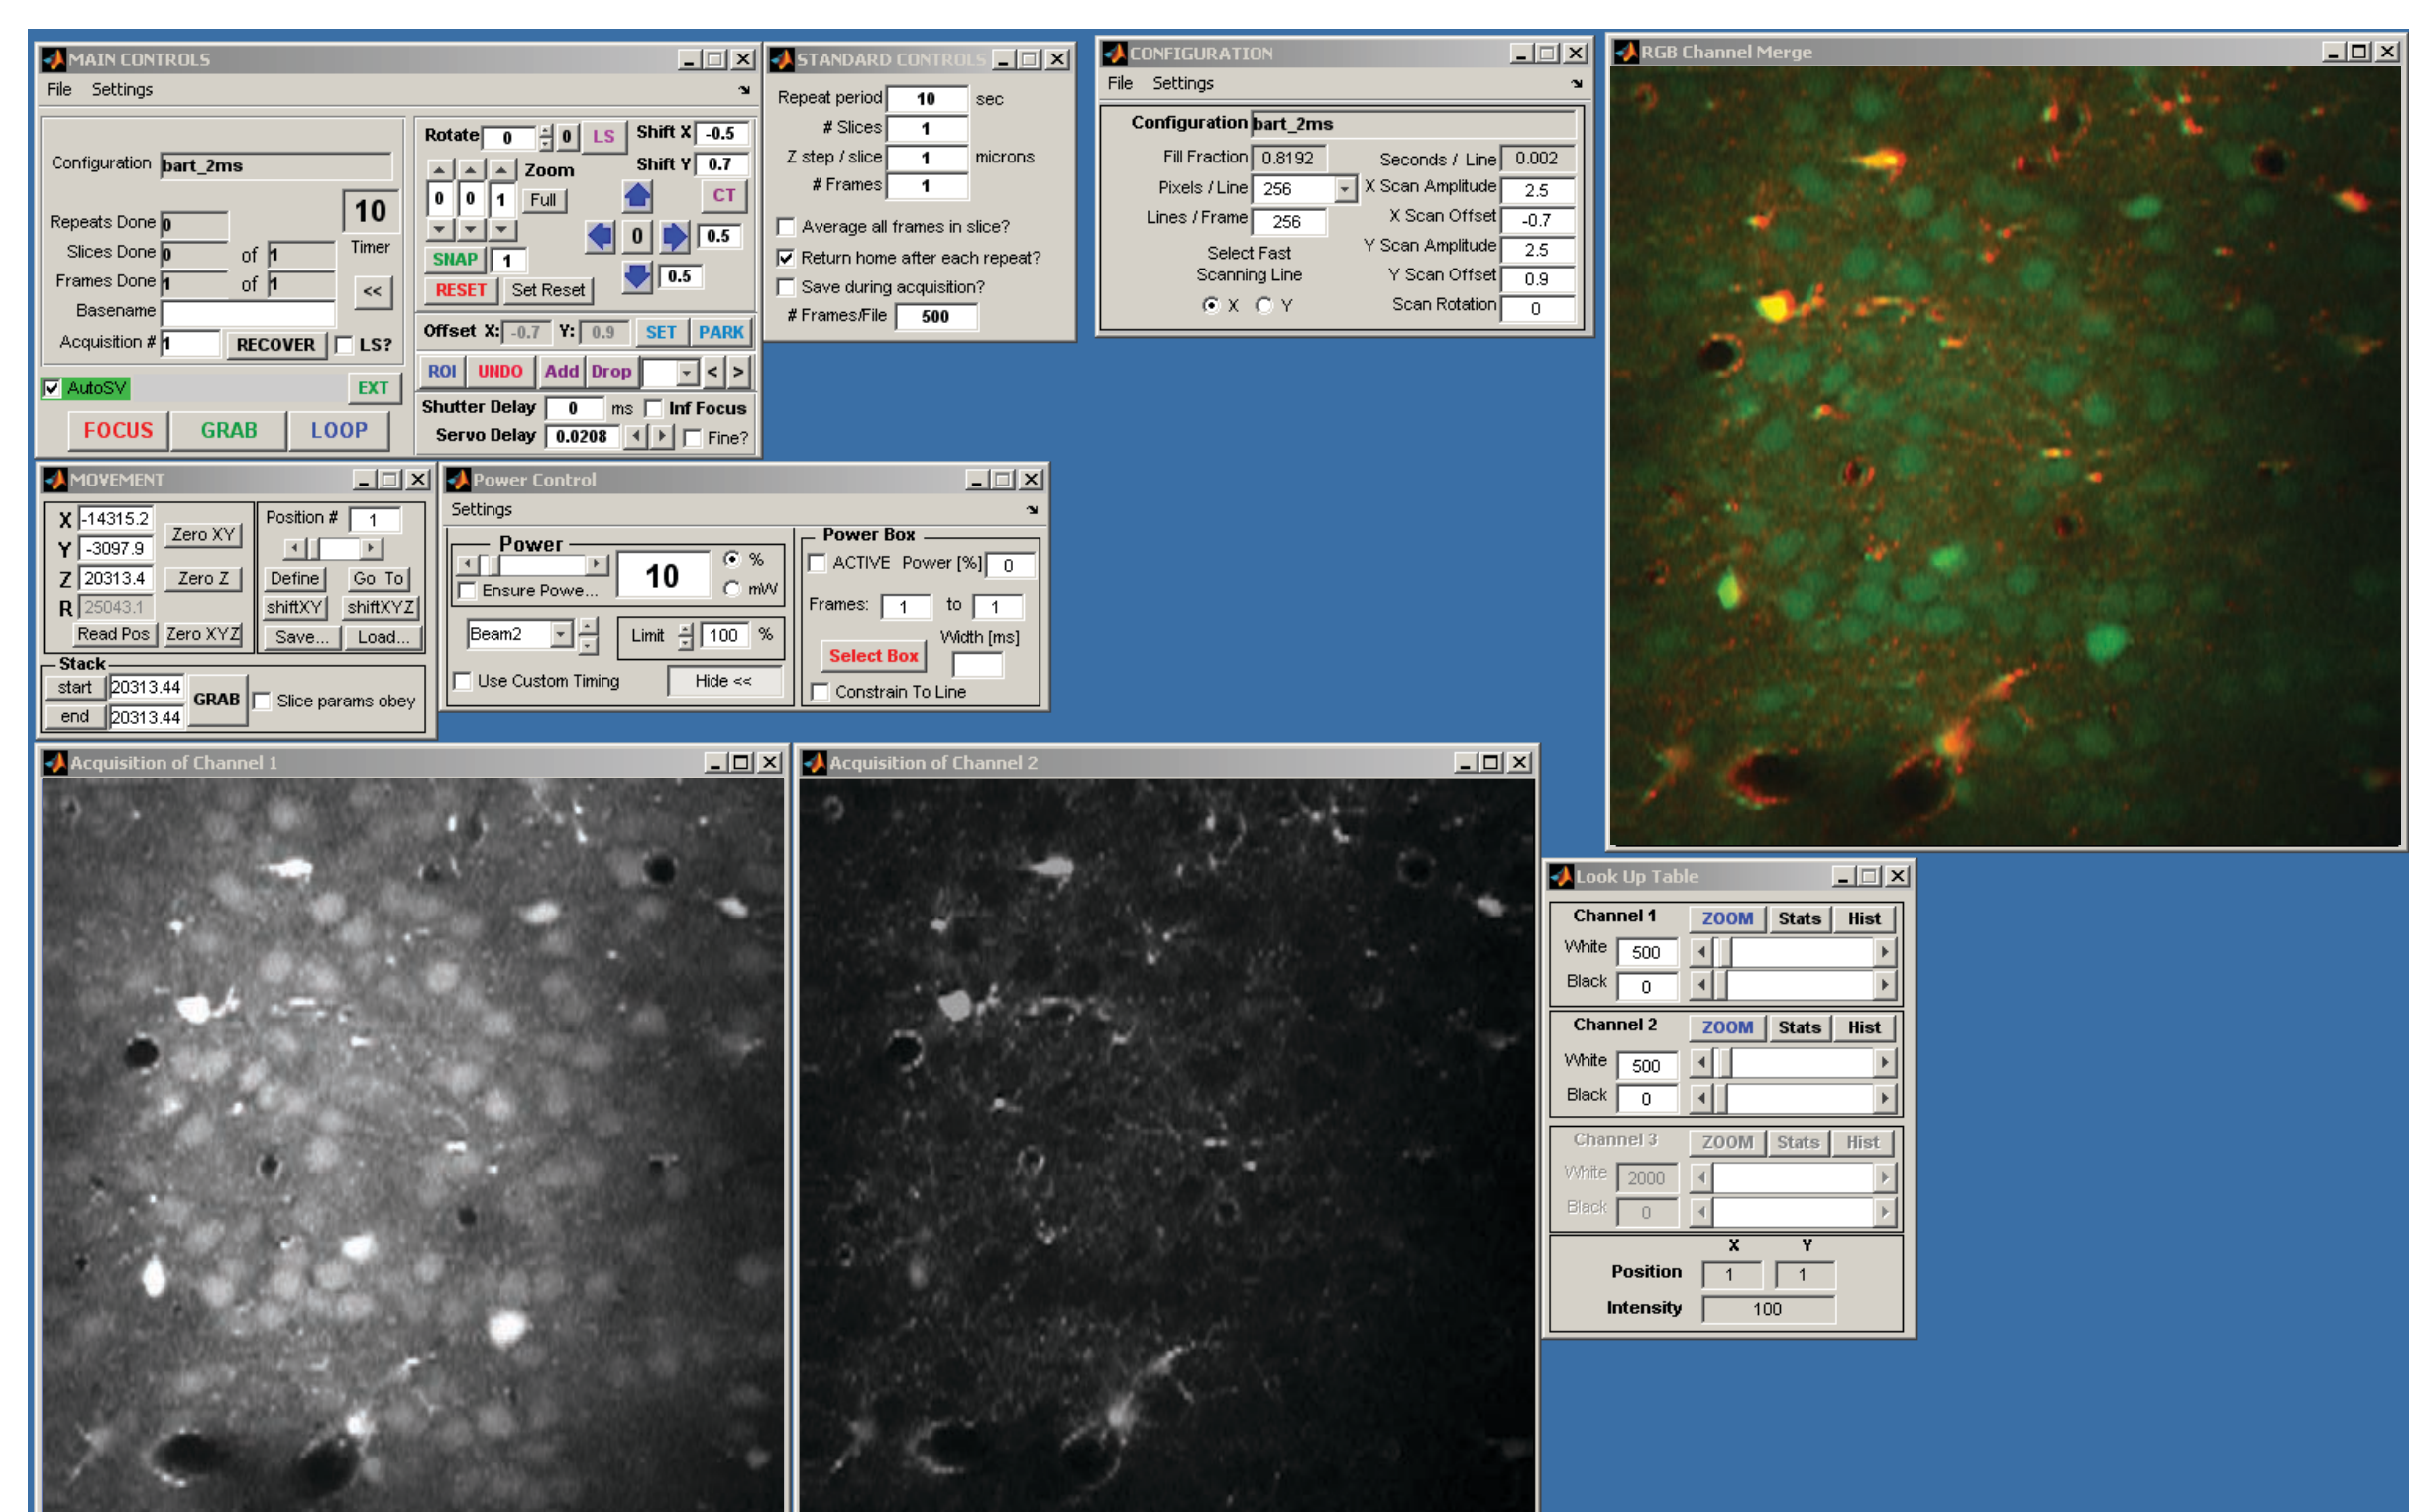 MAIN CONTROLS
File Settings
Configuration bart_2ms
10
Timer
Repeats Done 0
Slices Done 0 of 1
Frames Done 1 of 1
<<
Basename
Acquisition # 1 RECOVER LS?
AutoSV EXT
FOCUS GRAB LOOP
Rotate 0 0 LS Shift X -0.5
Shift Y 0.7
Zoom
0 0 1 Full CT
0 0.5
SNAP 1
0.5
RESET Set Reset
Offset X: -0.7 Y: 0.9 SET PARK
ROI UNDO Add Drop < >
Shutter Delay 0 ms Inf Focus
Servo Delay 0.0208 Fine?
STANDARD CONTROLS
Repeat period 10 sec
# Slices 1
Z step / slice 1 microns
# Frames 1
Average all frames in slice?
Return home after each repeat?
Save during acquisition?
# Frames/File 500
CONFIGURATION
File Settings
Configuration bart_2ms
Fill Fraction 0.8192 Seconds / Line 0.002
Pixels / Line 256 X Scan Amplitude 2.5
Lines / Frame 256 X Scan Offset -0.7
Select Fast Y Scan Amplitude 2.5
Scanning Line Y Scan Offset 0.9
X Y Scan Rotation 0
RGB Channel Merge
MOVEMENT
X -14315.2 Zero XY
Y -3097.9
Z 20313.4 Zero Z
R 25043.1
Read Pos Zero XYZ
Position # 1
Define Go To
shiftXY shiftXYZ
Save... Load...
Stack
start 20313.44 GRAB Slice params obey
end 20313.44
Power Control
Settings
Power
10 %
Ensure Powe... mW
Beam2 Limit 100 %
Use Custom Timing Hide <<
Power Box
ACTIVE Power [%] 0
Frames: 1 to 1
Width [ms]
Select Box
Constrain To Line
Acquisition of Channel 1
Acquisition of Channel 2
Look Up Table
Channel 1 ZOOM Stats Hist
White 500
Black 0
Channel 2 ZOOM Stats Hist
White 500
Black 0
Channel 3 ZOOM Stats Hist
White 2000
Black 0
X Y
Position 1 1
Intensity 100